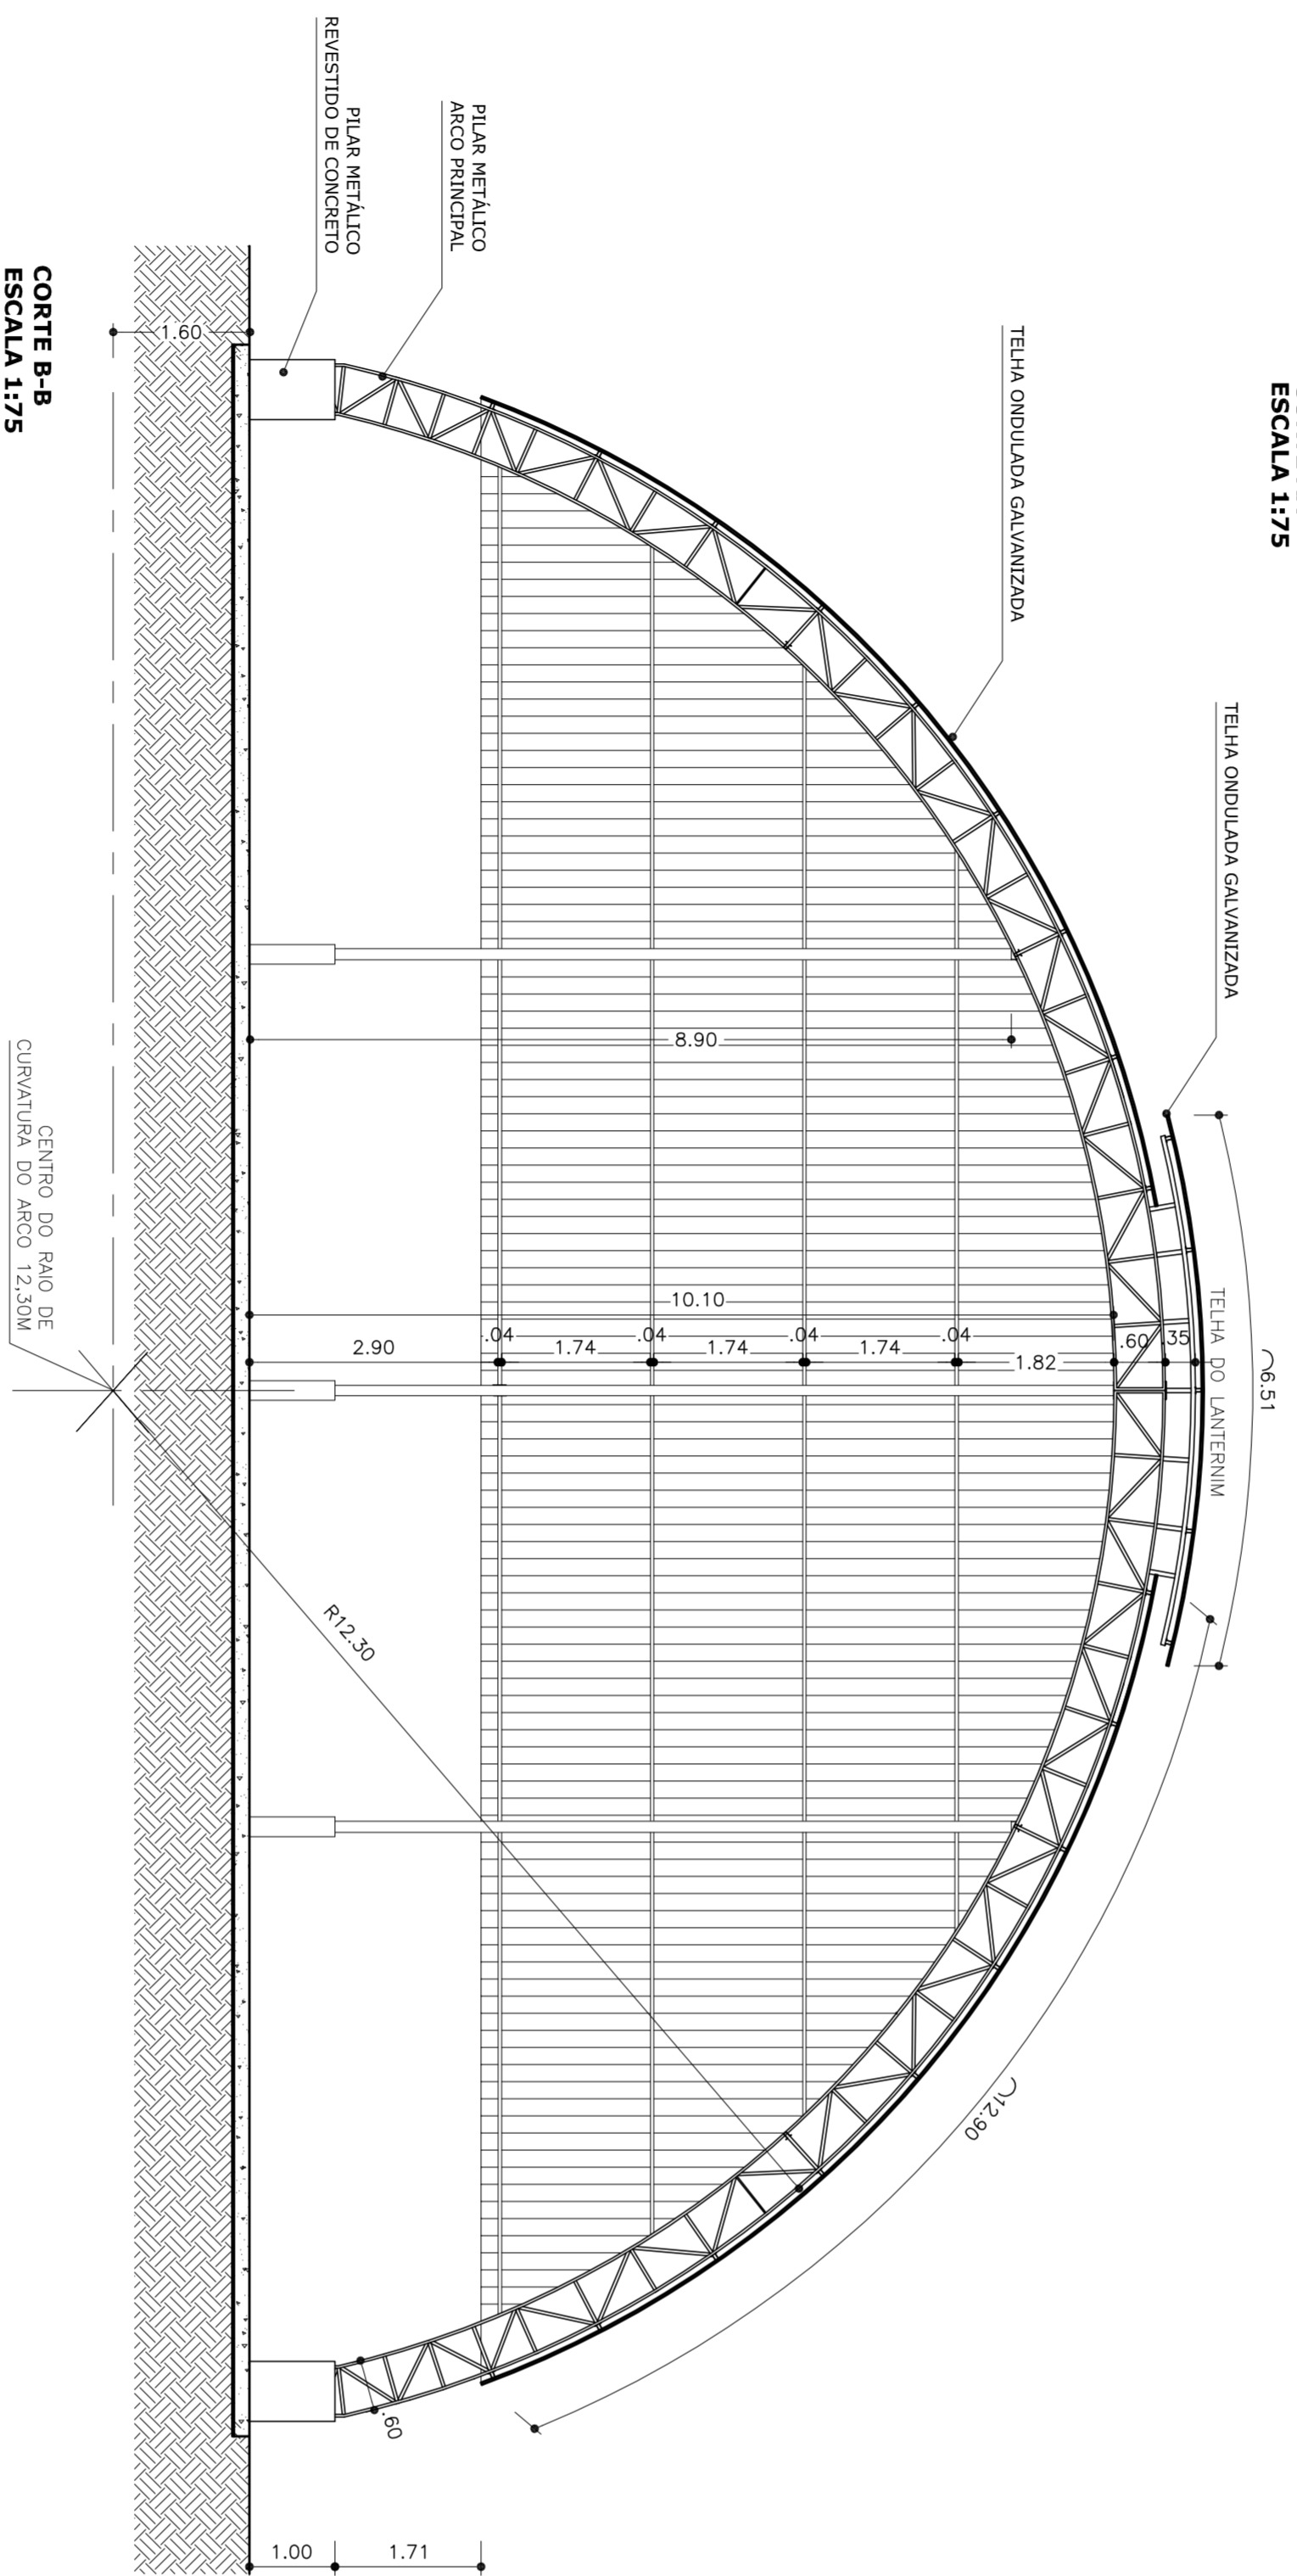 ESCALA 1:75
TELHA ONDULADA GALVANIZADA
6.51
TELHA DO LANTERNIM
TELHA ONDULADA GALVANIZADA
12.90
.60
.35
1.82
.04
1.74
.04
1.74
.04
1.74
.04
2.90
10.10
8.90
R12.30
PILAR METÁLICO
ARCO PRINCIPAL
PILAR METÁLICO
REVESTIDO DE CONCRETO
.60
1.71
1.00
1.60
CENTRO DO RAIO DE
CURVATURA DO ARCO 12,30M
CORTE B-B
ESCALA 1:75